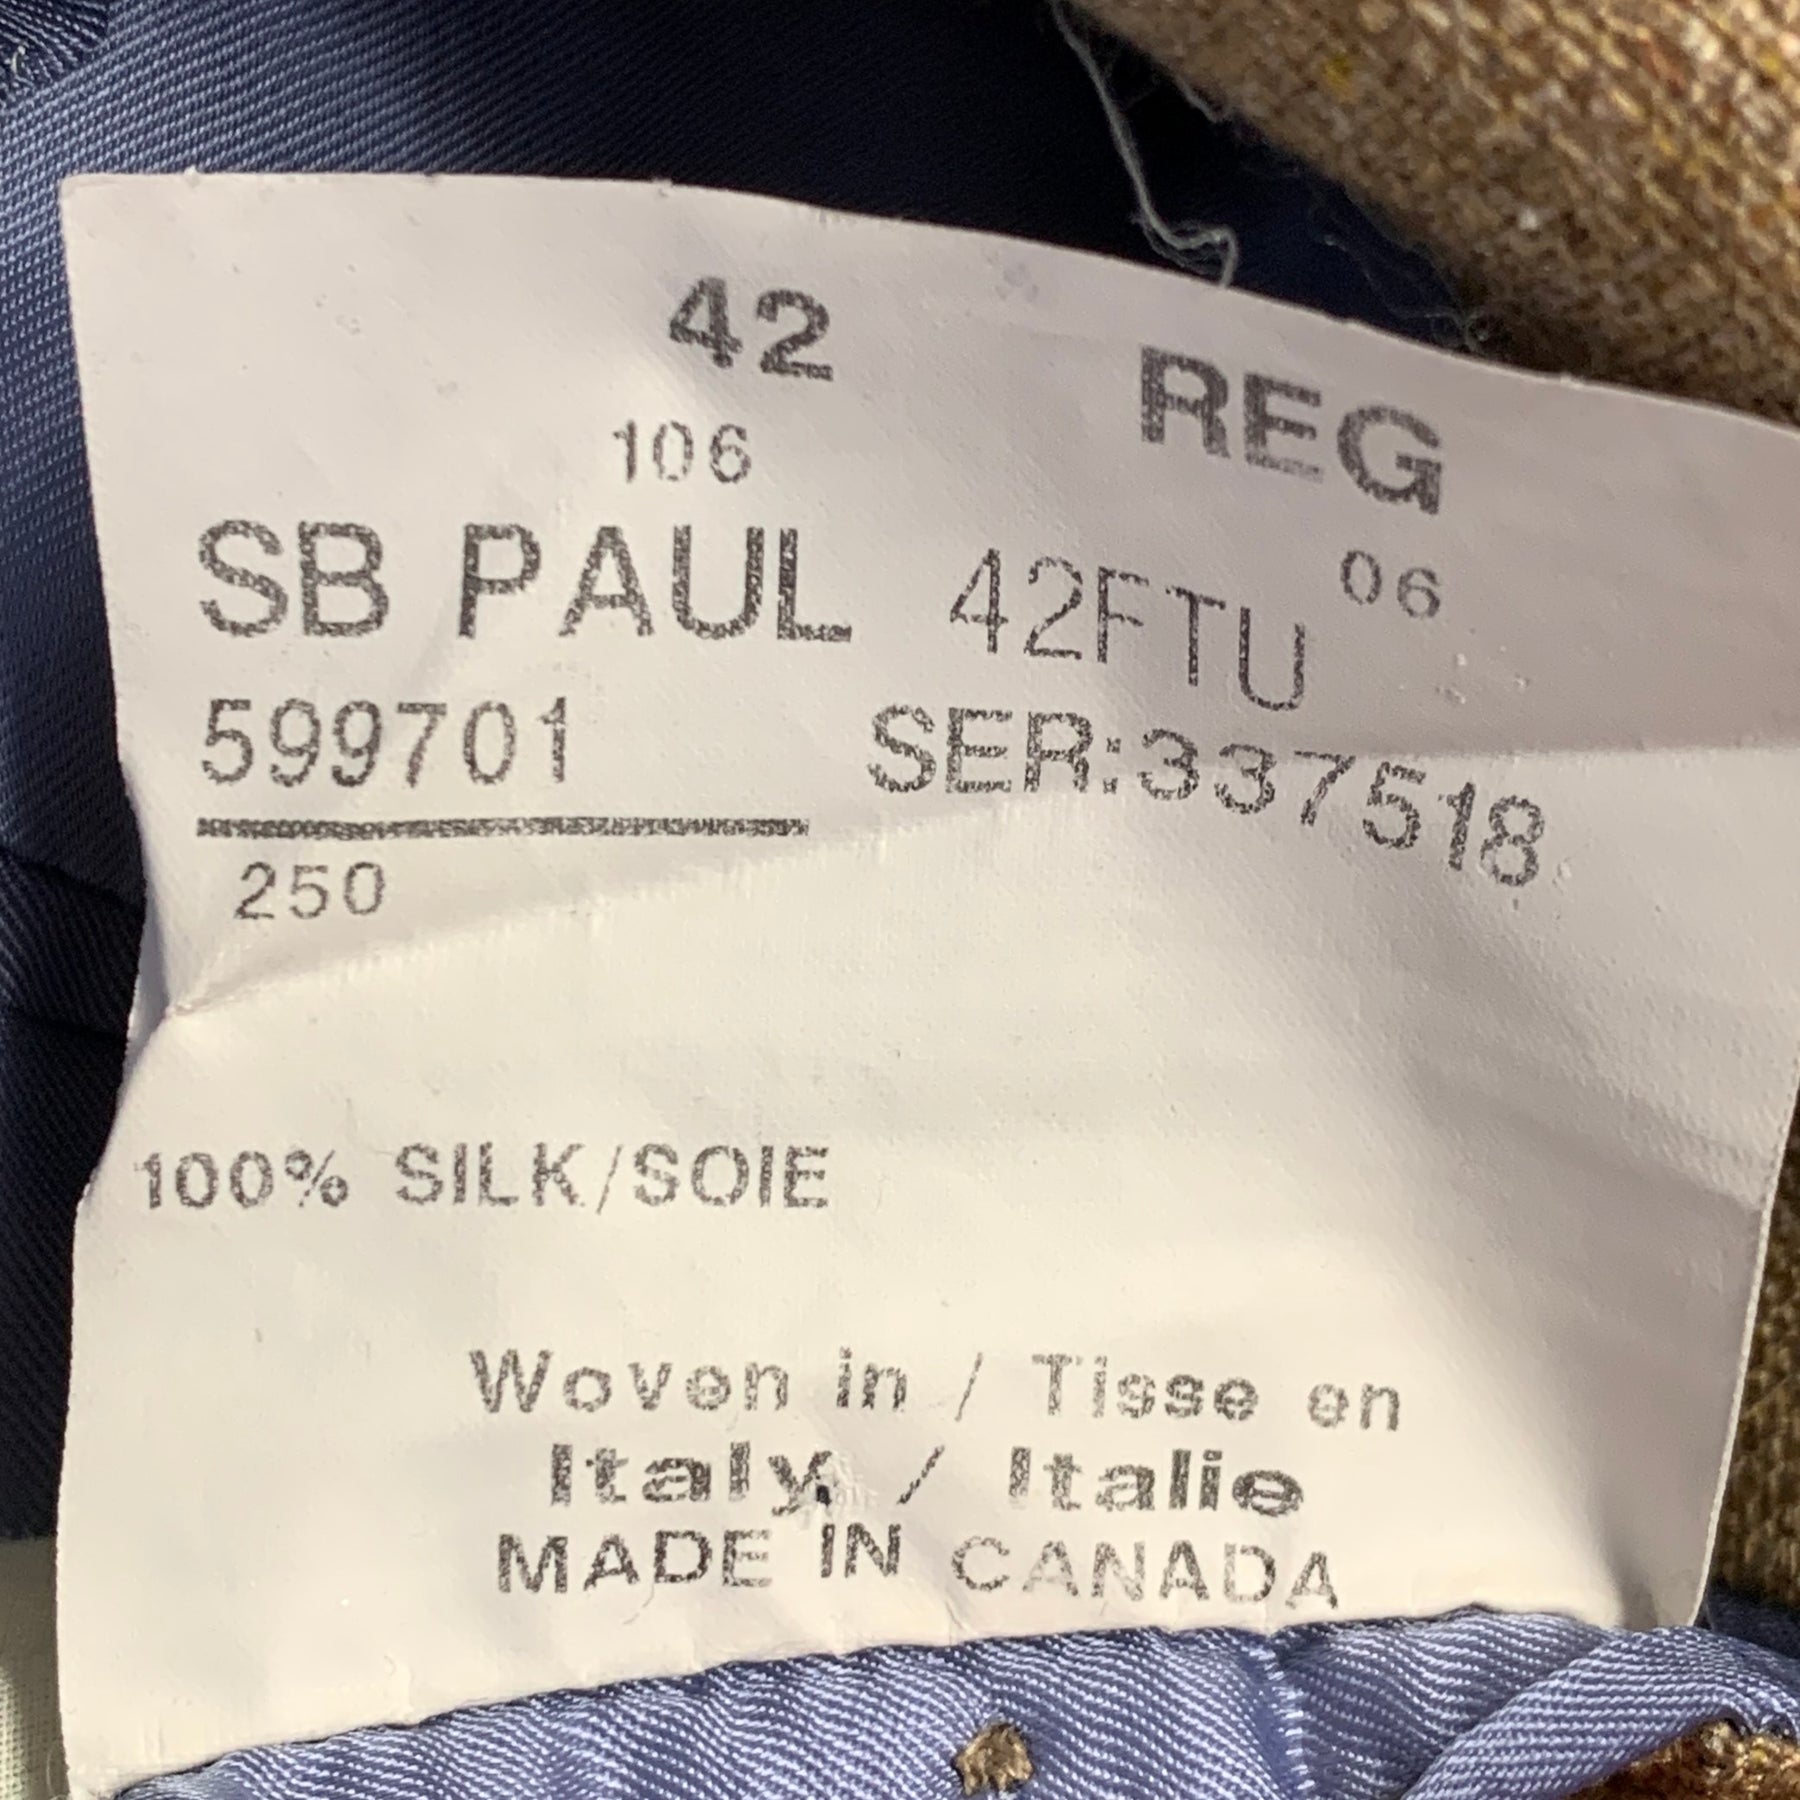 42 REG
106 06
SB PAUL 42FTU
599701 SER:337518
250
100% SILK/SOIE
Woven in / Tisse en
Italy / Italie
MADE IN CANADA